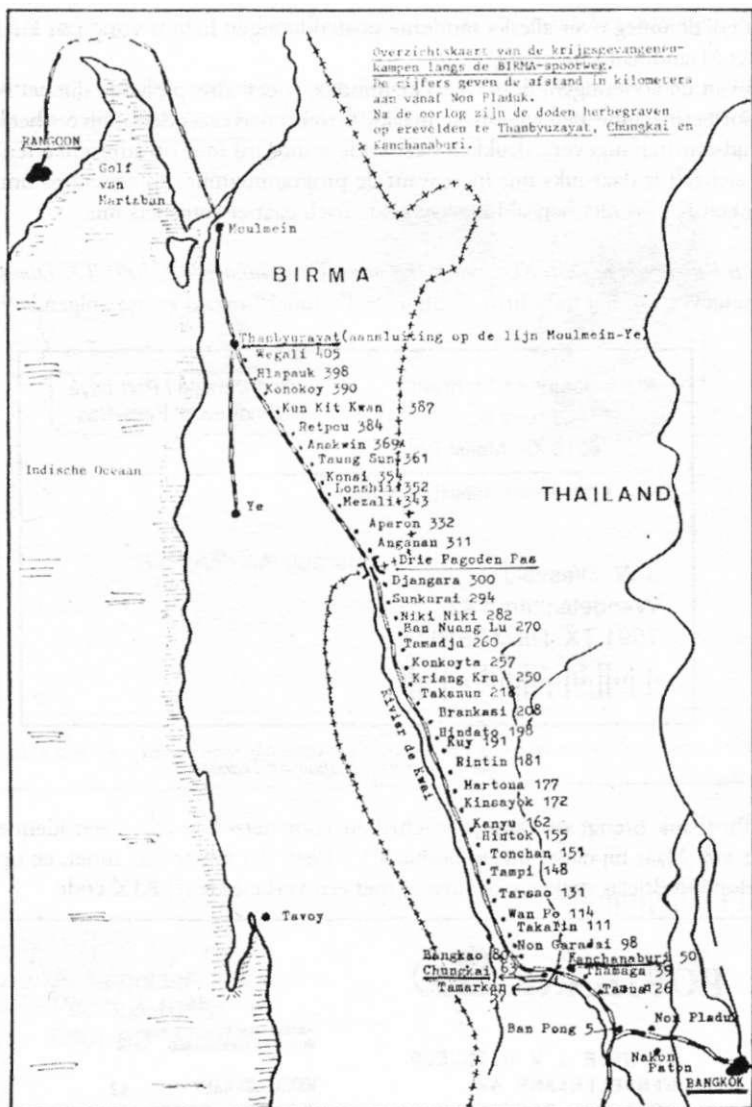 Overzichtskaart van de krijgsgevangenen-
kampen langs de BIRMA-spoorweg.
De cijfers geven de afstand in kilometers
aan vanaf Non Pladuk.
Na de oorlog zijn de doden herbegraven
op erevelden te Thanbyuzayat, Chungkai en
Kanchanaburi.
RANGOON
Golf
van
Martaban
Moulmein
BIRMA
Thanbyuzayat (aansluiting op de lijn Moulmein-Ye)
Wegali 405
Hlapauk 398
Konokoy 390
Kun Kit Kwan 387
Retpou 384
Anakwin 369
Taung Sun 361
Konsi 354
Lonshii 352
Mezali 343
Indische Oceaan
Ye
THAILAND
Aperon 332
Anganan 311
Drie Pagoden Pas
Djangara 300
Sunkurai 294
Niki Niki 282
Ban Nuang Lu 270
Tamadju 260
Konkoyta 257
Kriang Kru 250
Takanun 218
Brankasi 208
Hindato 198
Kuy 191
Rivier de Kwai
Rintin 181
Martona 177
Kinsayok 172
Kanyu 162
Hintok 155
Tonchan 151
Tampi 148
Tarsao 131
Wan Po 114
Takalin 111
Tavoy
Non Garadai 98
Bangkao 80
Kanchanaburi 50
Chungkai 63
Thamaga 39
Tamarkan
57
26
Non Pladuk
Ban Pong 5
Nakon
Paton
BANGKOK